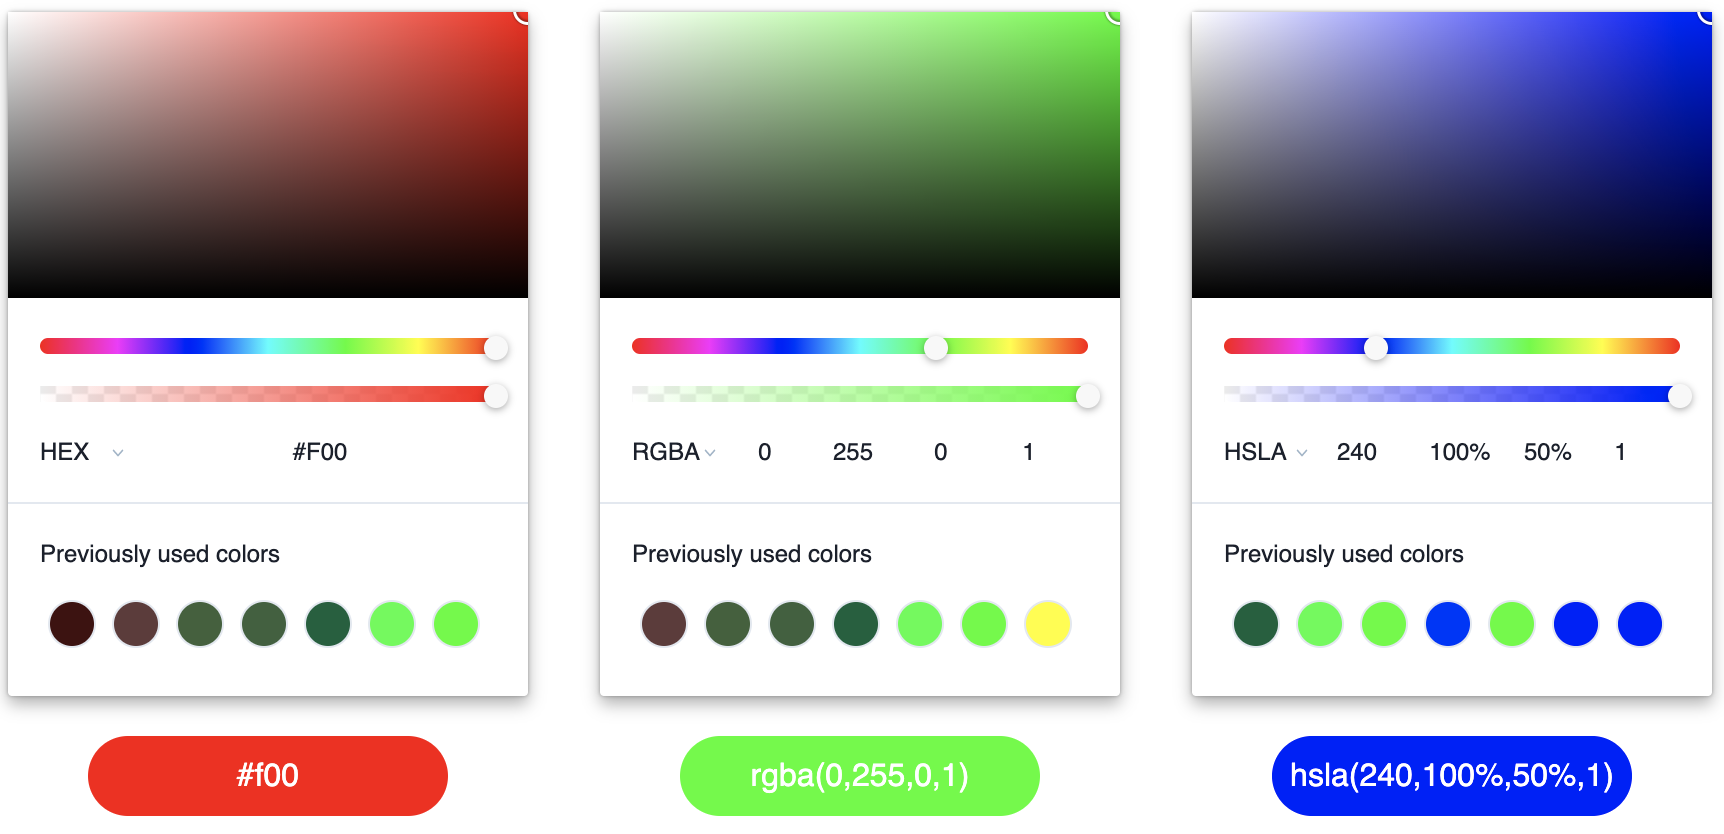 HEX #F00
Previously used colors
#f00
RGBA 0 255 0 1
Previously used colors
rgba(0,255,0,1)
HSLA 240 100% 50% 1
Previously used colors
hsla(240,100%,50%,1)